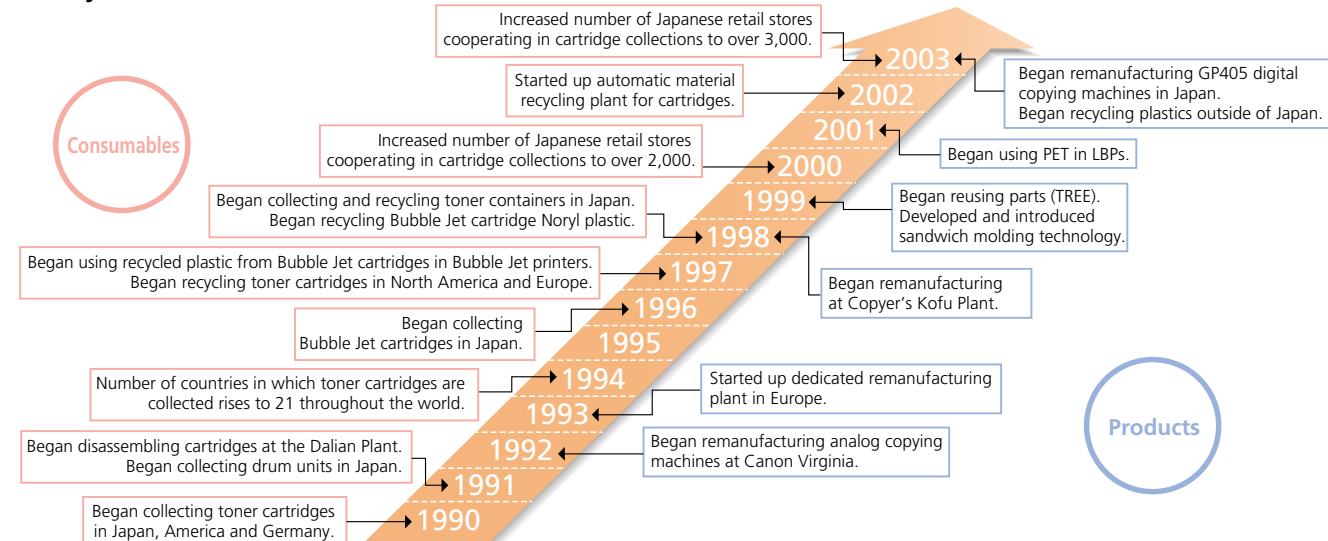 Increased number of Japanese retail stores
cooperating in cartridge collections to over 3,000.
2003
Began remanufacturing GP405 digital
copying machines in Japan.
Began recycling plastics outside of Japan.
Started up automatic material
recycling plant for cartridges.
2002
Consumables
2001
Began using PET in LBPs.
Increased number of Japanese retail stores
cooperating in cartridge collections to over 2,000.
2000
Began collecting and recycling toner containers in Japan.
Began recycling Bubble Jet cartridge Noryl plastic.
1999
Began reusing parts (TREE).
Developed and introduced
sandwich molding technology.
1998
Began remanufacturing
at Copyer's Kofu Plant.
Began using recycled plastic from Bubble Jet cartridges in Bubble Jet printers.
Began recycling toner cartridges in North America and Europe.
1997
Began collecting
Bubble Jet cartridges in Japan.
1996
1995
Number of countries in which toner cartridges are
collected rises to 21 throughout the world.
1994
Started up dedicated remanufacturing
plant in Europe.
1993
Products
Began disassembling cartridges at the Dalian Plant.
Began collecting drum units in Japan.
1992
Began remanufacturing analog copying
machines at Canon Virginia.
1991
Began collecting toner cartridges
in Japan, America and Germany.
1990